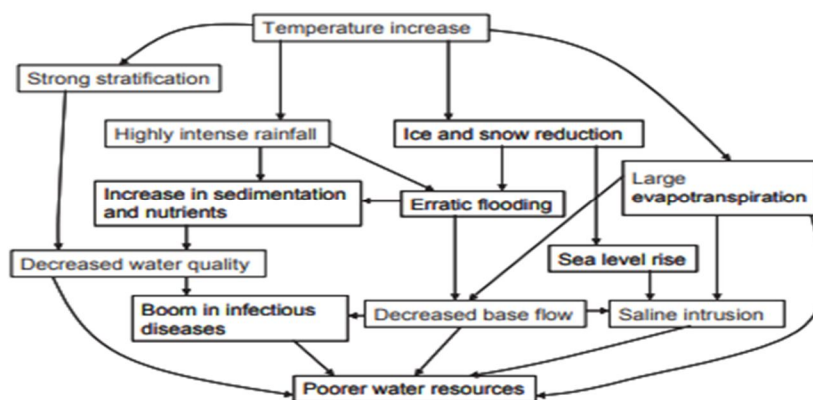 Temperature increase
Strong stratification
Highly intense rainfall
Ice and snow reduction
Large
evapotranspiration
Increase in sedimentation
and nutrients
Erratic flooding
Decreased water quality
Sea level rise
Boom in infectious
diseases
Decreased base flow
Saline intrusion
Poorer water resources